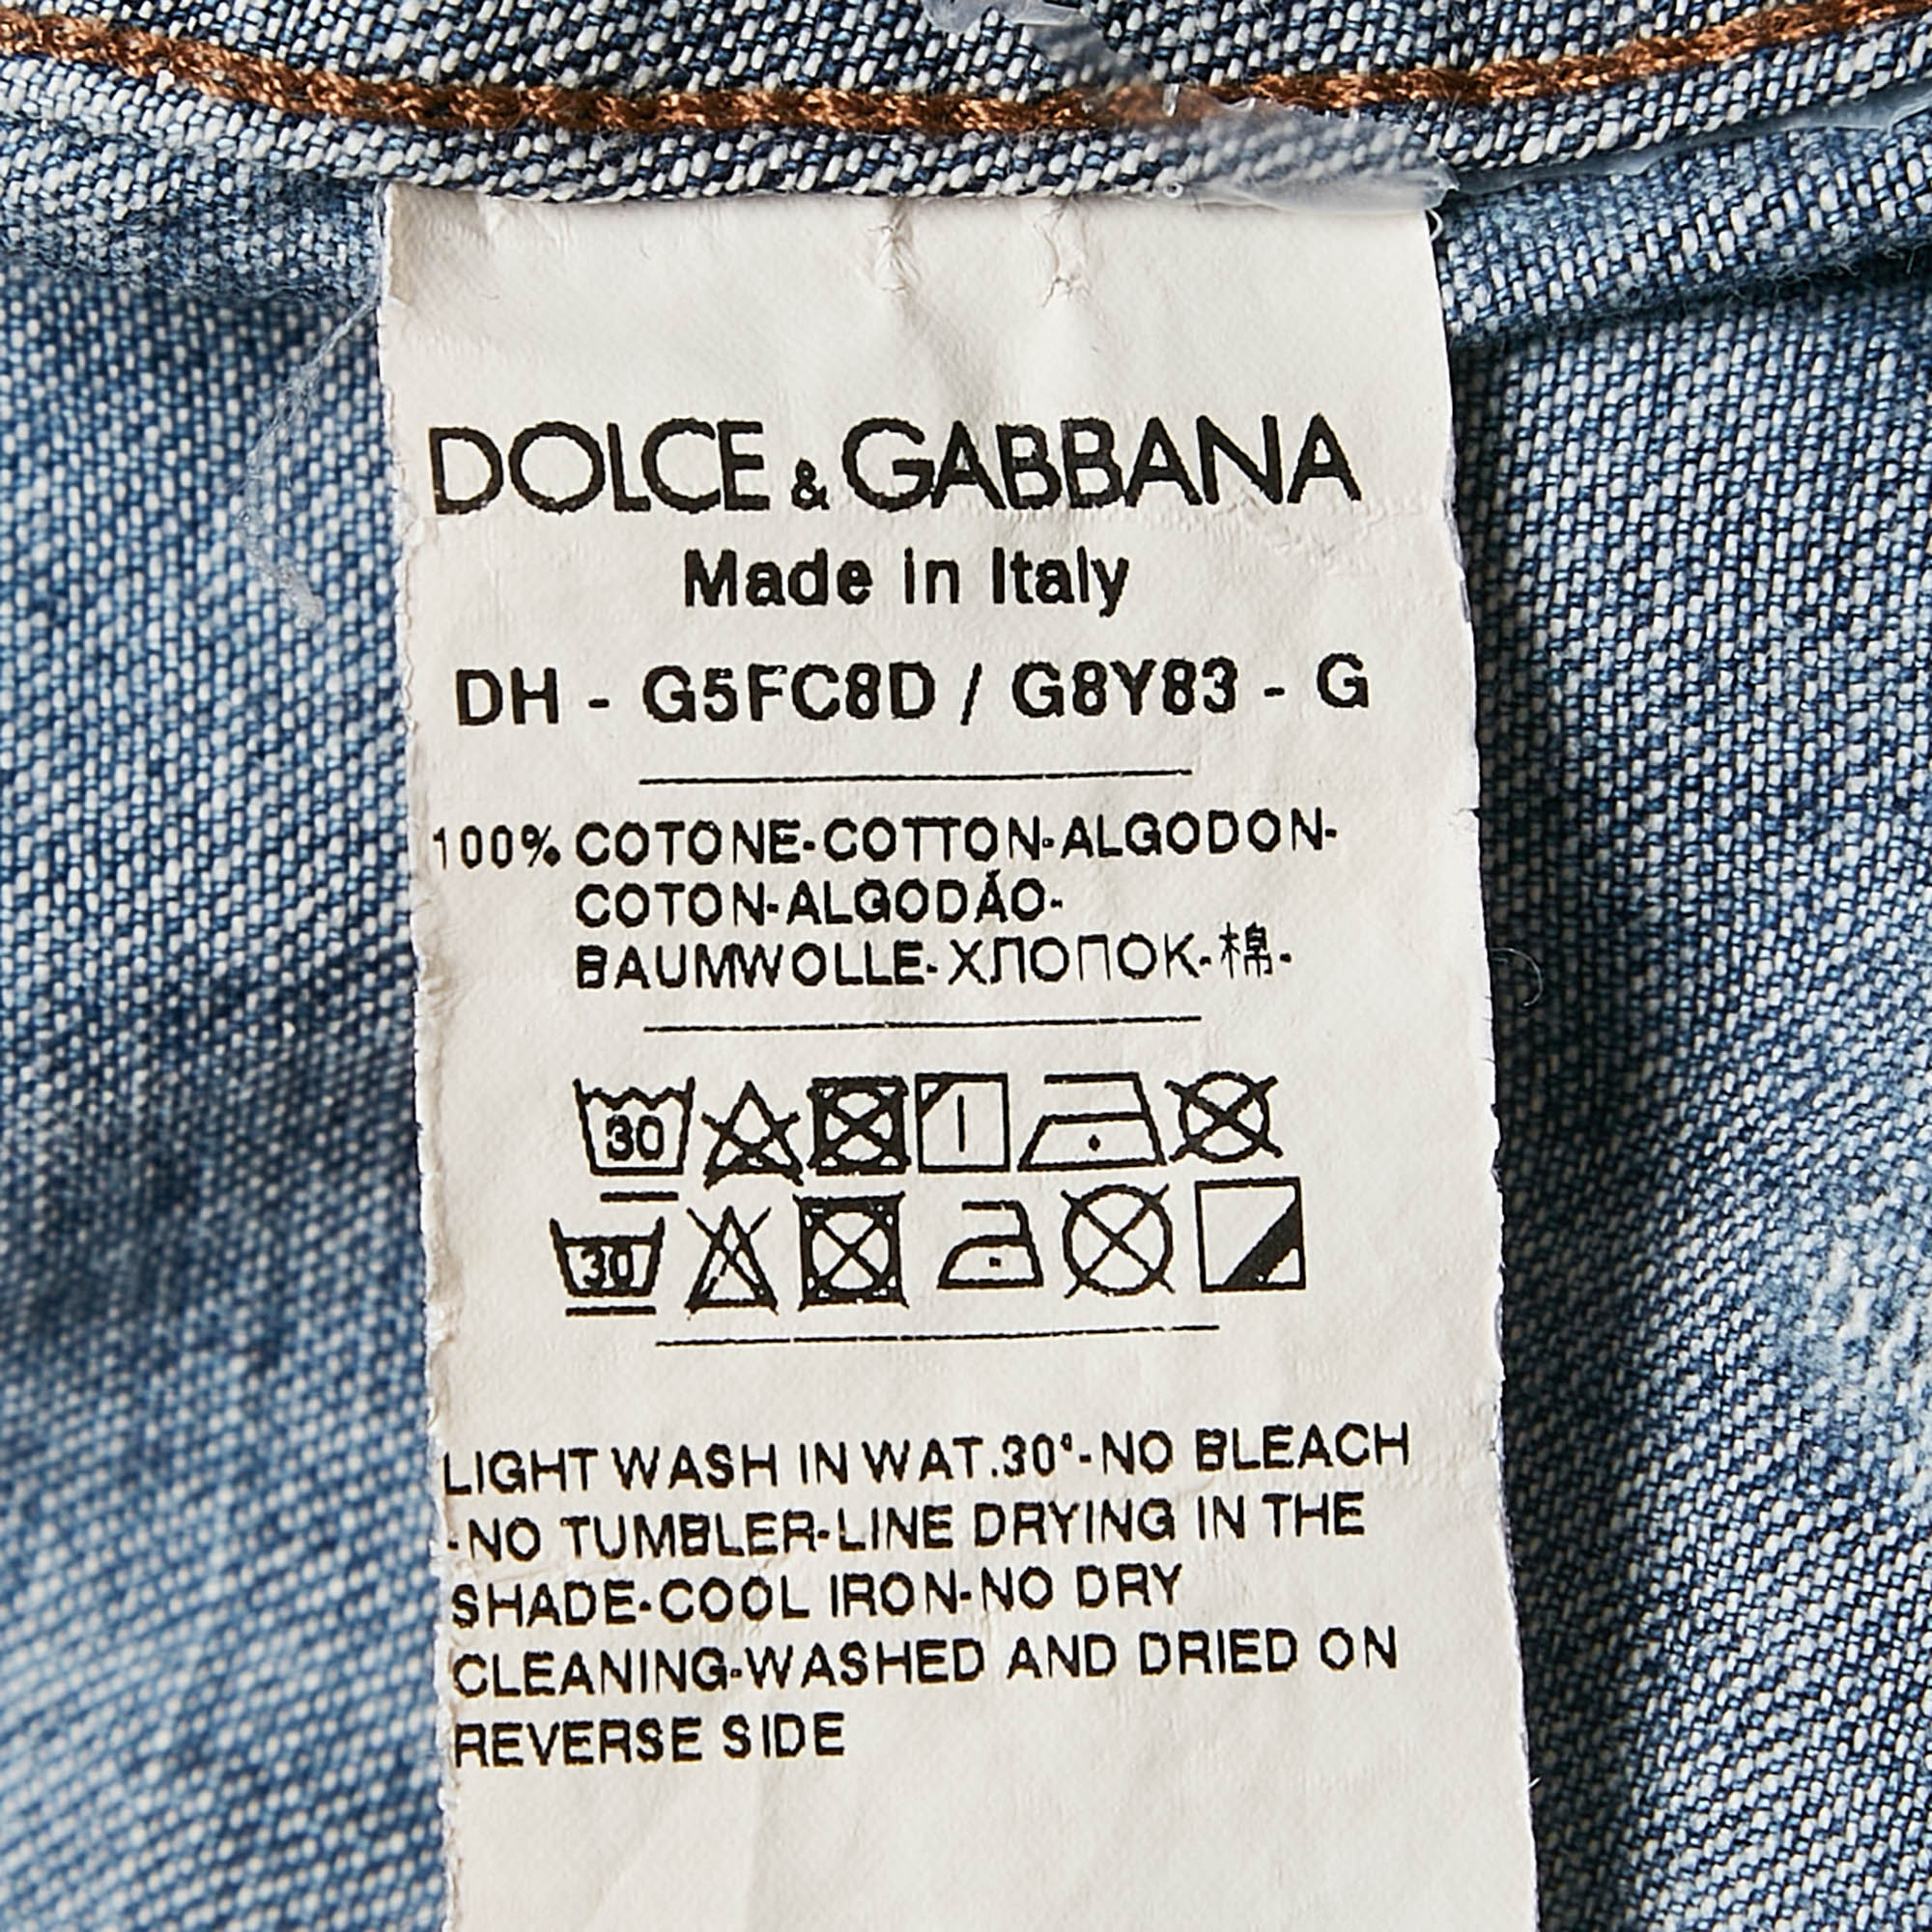 DOLCE & GABBANA
Made in Italy
DH - G5FC8D / G8Y83 - G
100% COTONE-COTTON-ALGODON-
COTON-ALGODÃO-
BAUMWOLLE-ХЛОПОК-棉-
30
30
LIGHT WASH IN WAT.30°-NO BLEACH
-NO TUMBLER-LINE DRYING IN THE
SHADE-COOL IRON-NO DRY
CLEANING-WASHED AND DRIED ON
REVERSE SIDE